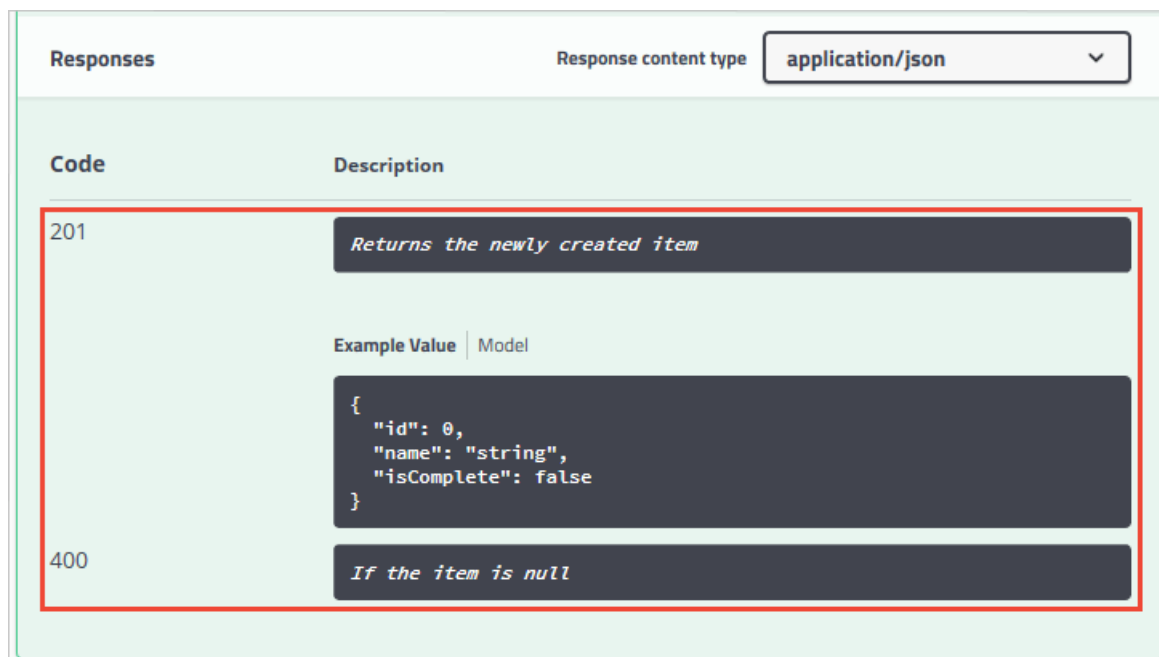 Responses
Response content type application/json
Code Description
201 Returns the newly created item
Example Value Model
{
  "id": 0,
  "name": "string",
  "isComplete": false
}
400 If the item is null